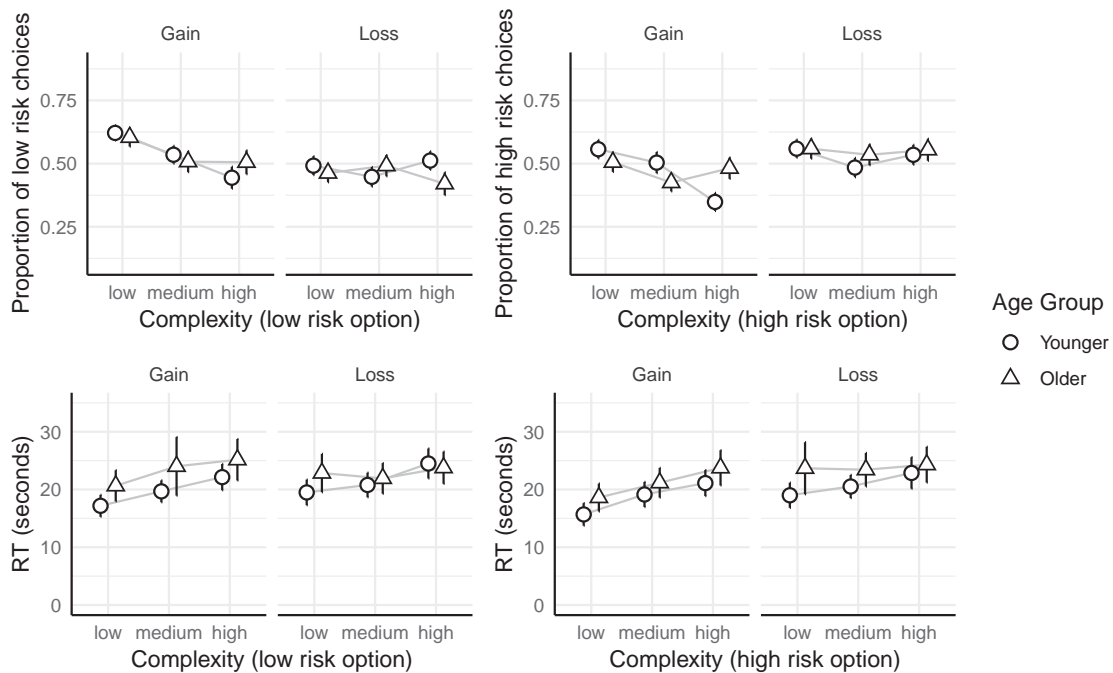 Gain Loss
Proportion of low risk choices
0.75
0.50
0.25
low medium high low medium high
Complexity (low risk option)
Gain Loss
Proportion of high risk choices
0.75
0.50
0.25
low medium high low medium high
Complexity (high risk option)
Age Group
Younger
Older
Gain Loss
RT (seconds)
30
20
10
0
low medium high low medium high
Complexity (low risk option)
Gain Loss
RT (seconds)
30
20
10
0
low medium high low medium high
Complexity (high risk option)